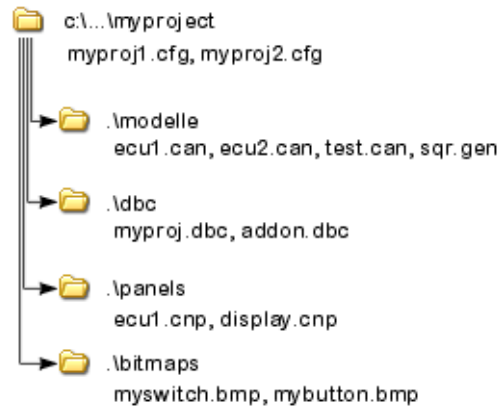 c:\...\myproject
myproj1.cfg, myproj2.cfg
.\modelle
ecu1.can, ecu2.can, test.can, sqr.gen
.\dbc
myproj.dbc, addon.dbc
.\panels
ecu1.cnp, display.cnp
.\bitmaps
myswitch.bmp, mybutton.bmp